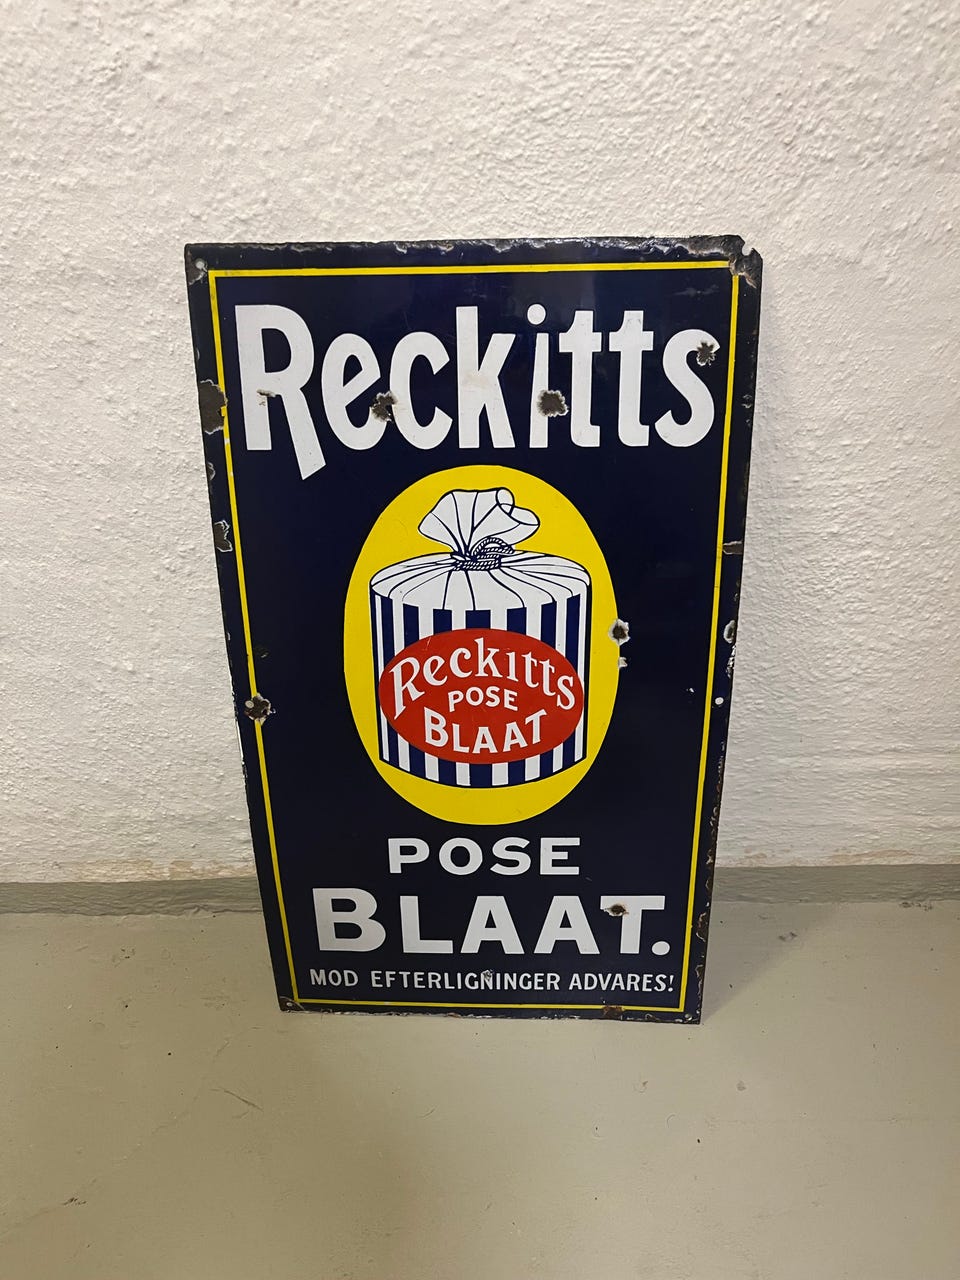 Reckitts
Reckitts
POSE
BLAAT
POSE
BLAAT.
MOD EFTERLIGNINGER ADVARES!